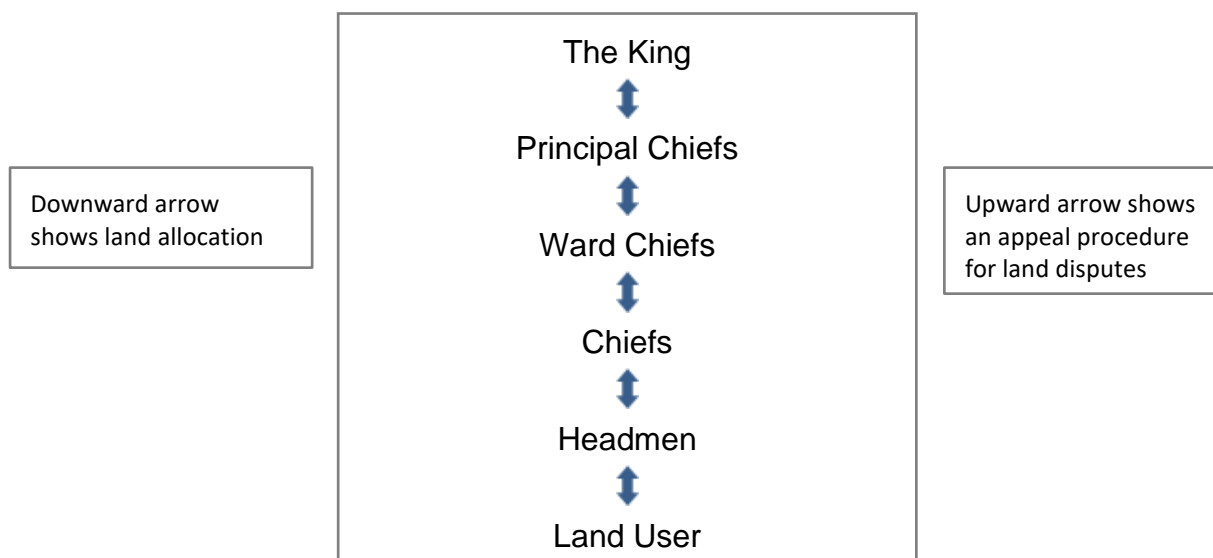 The King
Principal Chiefs
Downward arrow
shows land allocation
Ward Chiefs
Upward arrow shows
an appeal procedure
for land disputes
Chiefs
Headmen
Land User